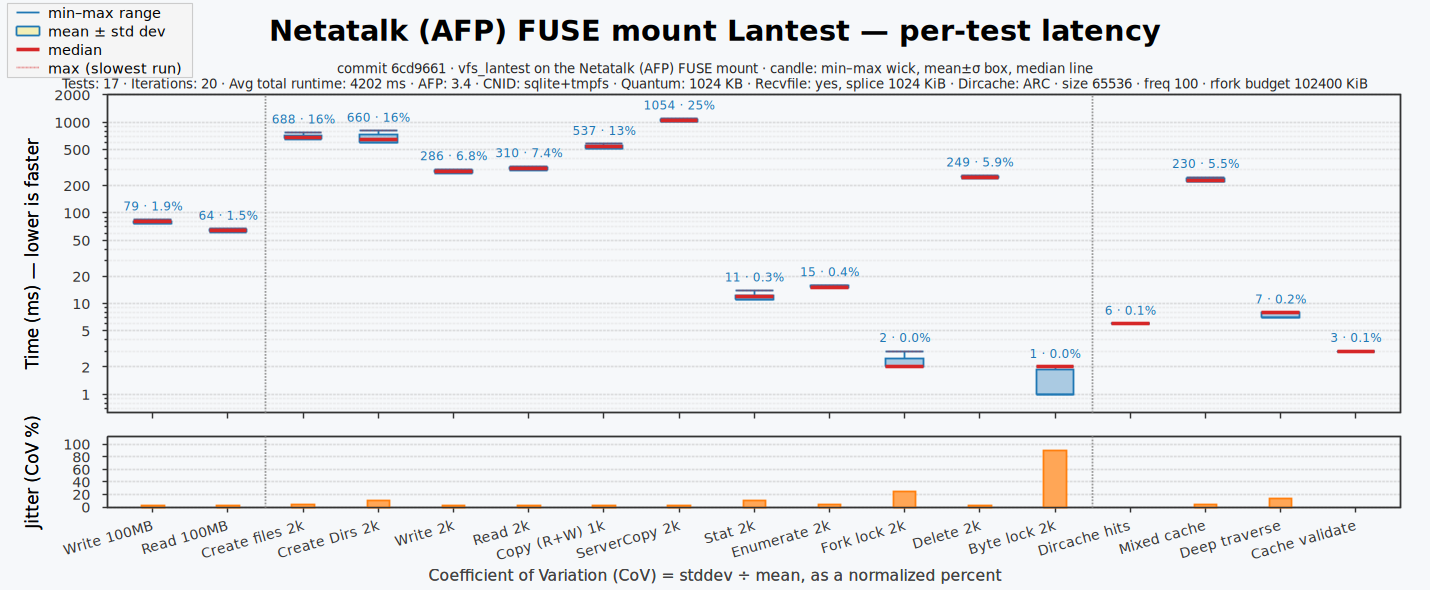 min–max range
mean ± std dev
median
max (slowest run)
Netatalk (AFP) FUSE mount Lantest — per-test latency
commit 6cd9661 · vfs_lantest on the Netatalk (AFP) FUSE mount · candle: min–max wick, mean±σ box, median line
Tests: 17 · Iterations: 20 · Avg total runtime: 4202 ms · AFP: 3.4 · CNID: sqlite+tmpfs · Quantum: 1024 KB · Recvfile: yes, splice 1024 KiB · Dircache: ARC · size 65536 · freq 100 · rfork budget 102400 KiB
Time (ms) — lower is faster
2000
1000
500
200
100
50
20
10
5
2
1
79 · 1.9%
64 · 1.5%
688 · 16%
660 · 16%
286 · 6.8%
310 · 7.4%
537 · 13%
1054 · 25%
11 · 0.3%
15 · 0.4%
2 · 0.0%
249 · 5.9%
1 · 0.0%
6 · 0.1%
230 · 5.5%
7 · 0.2%
3 · 0.1%
Jitter (CoV %)
100
80
60
40
20
0
Write 100MB
Read 100MB
Create files 2k
Create Dirs 2k
Write 2k
Read 2k
Copy (R+W) 1k
ServerCopy 2k
Stat 2k
Enumerate 2k
Fork lock 2k
Delete 2k
Byte lock 2k
Dircache hits
Mixed cache
Deep traverse
Cache validate
Coefficient of Variation (CoV) = stddev ÷ mean, as a normalized percent